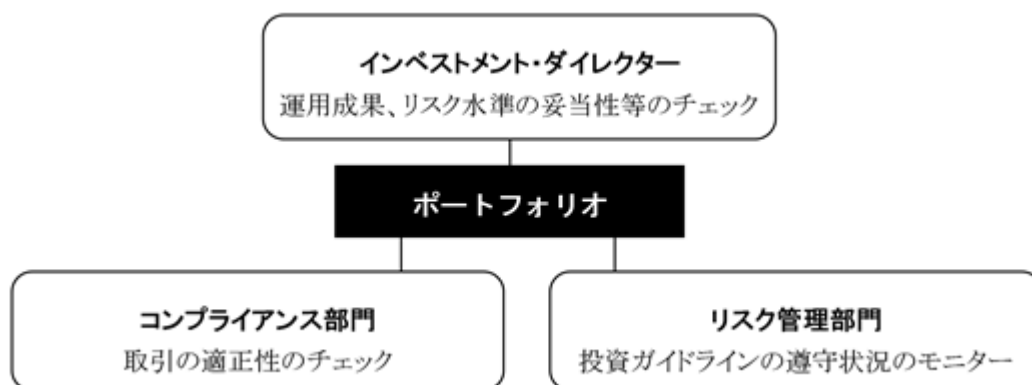 インベストメント・ダイレクター
運用成果、リスク水準の妥当性等のチェック
ポートフォリオ
コンプライアンス部門
取引の適正性のチェック
リスク管理部門
投資ガイドラインの遵守状況のモニター